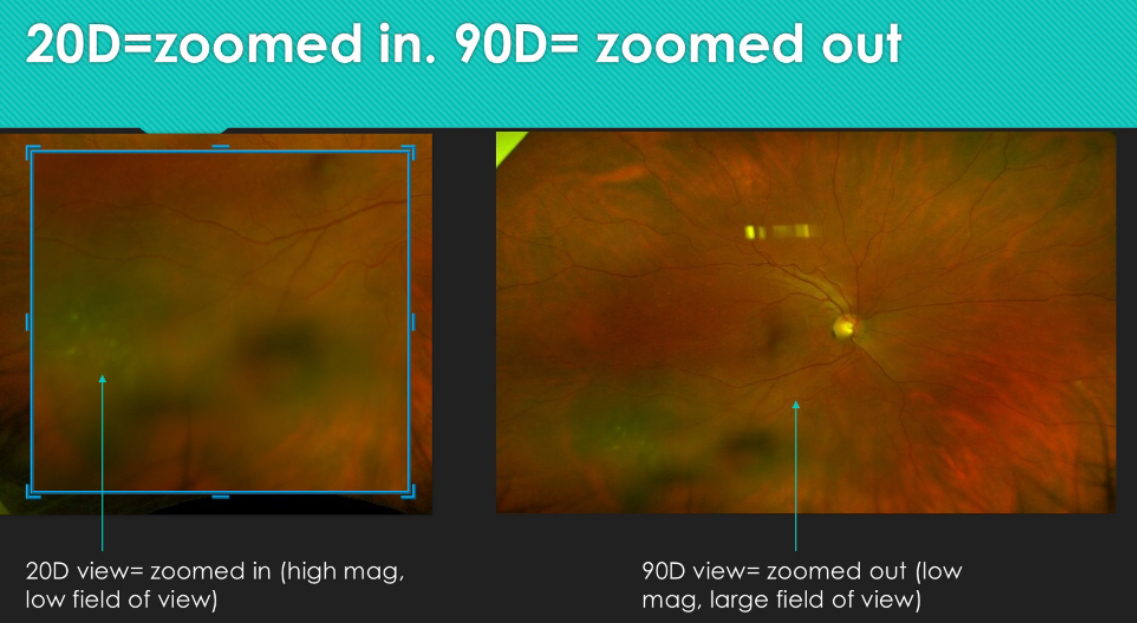 20D=zoomed in. 90D= zoomed out
20D view= zoomed in (high mag,
low field of view)
90D view= zoomed out (low
mag, large field of view)